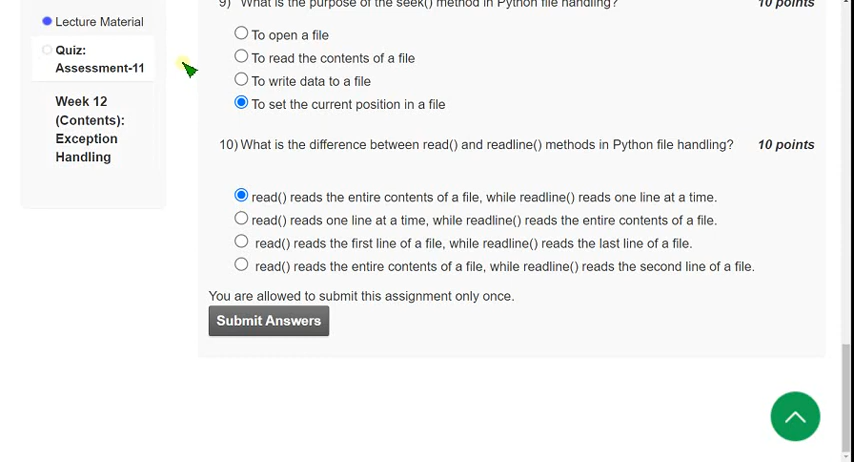 Lecture Material
Quiz:
Assessment-11
Week 12
(Contents):
Exception
Handling
9) What is the purpose of the seek() method in Python file handling? 10 points
To open a file
To read the contents of a file
To write data to a file
To set the current position in a file
10) What is the difference between read() and readline() methods in Python file handling? 10 points
read() reads the entire contents of a file, while readline() reads one line at a time.
read() reads one line at a time, while readline() reads the entire contents of a file.
read() reads the first line of a file, while readline() reads the last line of a file.
read() reads the entire contents of a file, while readline() reads the second line of a file.
You are allowed to submit this assignment only once.
Submit Answers